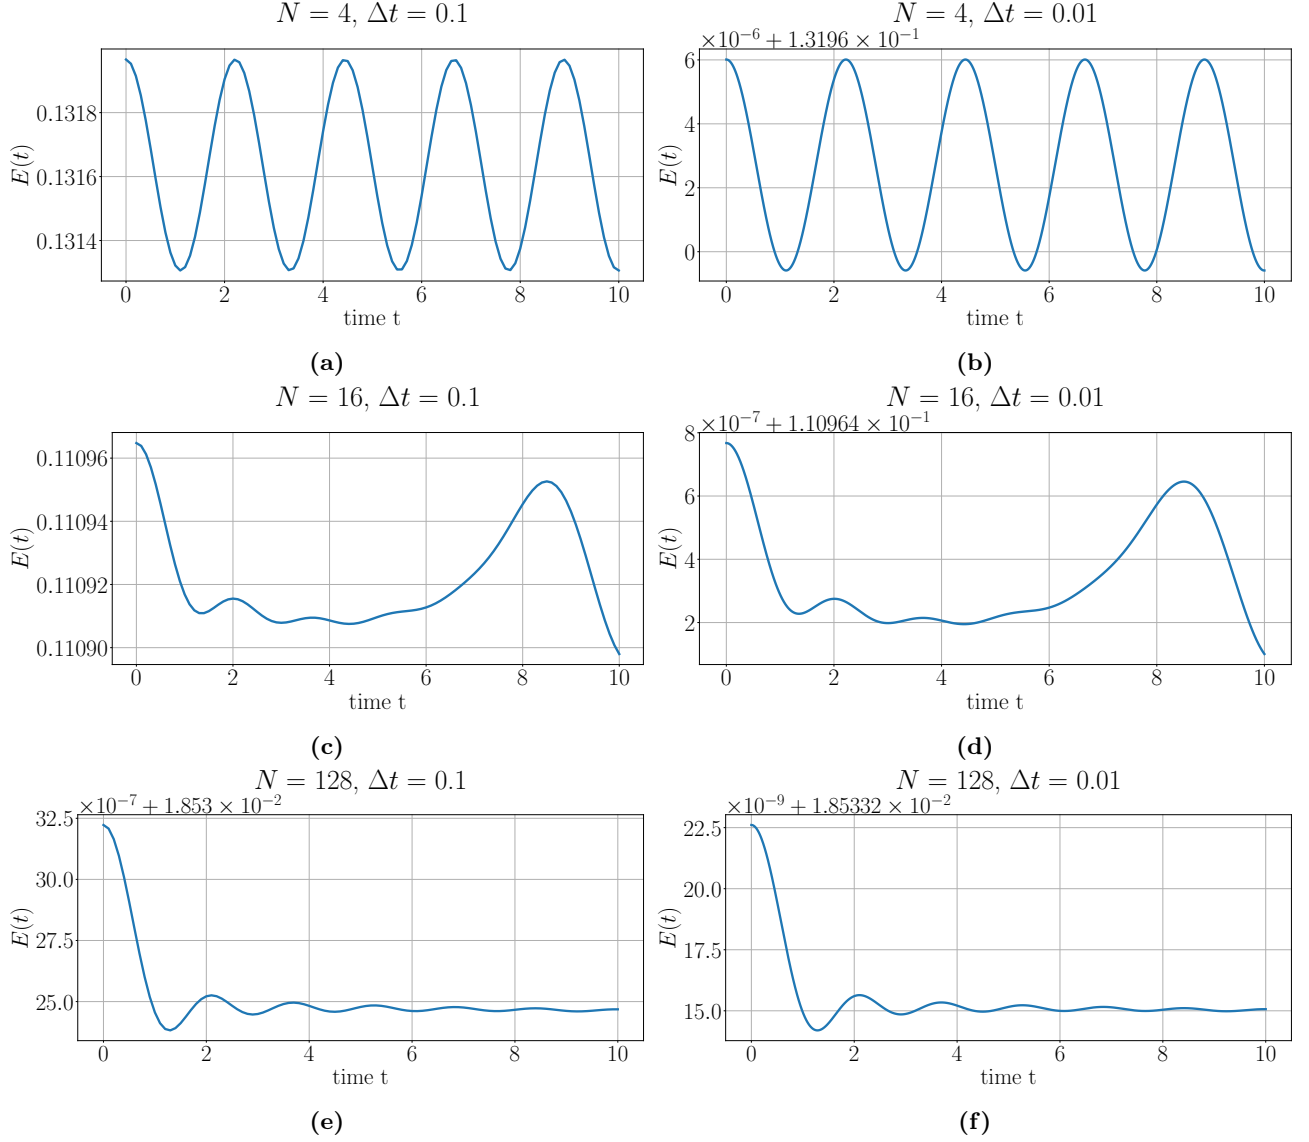 N = 4, Δt = 0.1
E(t)
0.1318
0.1316
0.1314
0 2 4 6 8 10
time t
(a)
N = 4, Δt = 0.01
×10⁻⁶ + 1.3196 × 10⁻¹
E(t)
6
4
2
0
0 2 4 6 8 10
time t
(b)
N = 16, Δt = 0.1
E(t)
0.11096
0.11094
0.11092
0.11090
0 2 4 6 8 10
time t
(c)
N = 16, Δt = 0.01
×10⁻⁷ + 1.10964 × 10⁻¹
E(t)
8
6
4
2
0 2 4 6 8 10
time t
(d)
N = 128, Δt = 0.1
×10⁻⁷ + 1.853 × 10⁻²
E(t)
32.5
30.0
27.5
25.0
0 2 4 6 8 10
time t
(e)
N = 128, Δt = 0.01
×10⁻⁹ + 1.85332 × 10⁻²
E(t)
22.5
20.0
17.5
15.0
0 2 4 6 8 10
time t
(f)